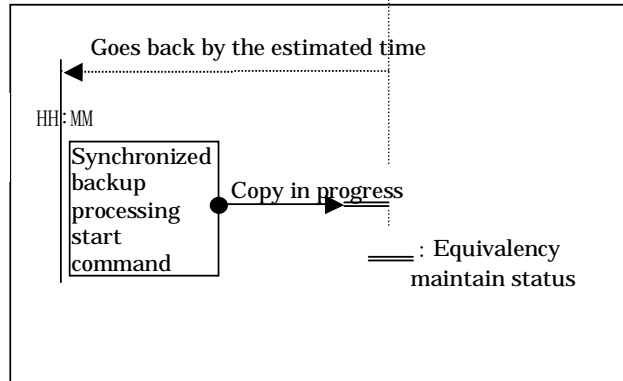 Goes back by the estimated time
HH:MM
Synchronized
backup
processing
start
command
Copy in progress
: Equivalency
maintain status